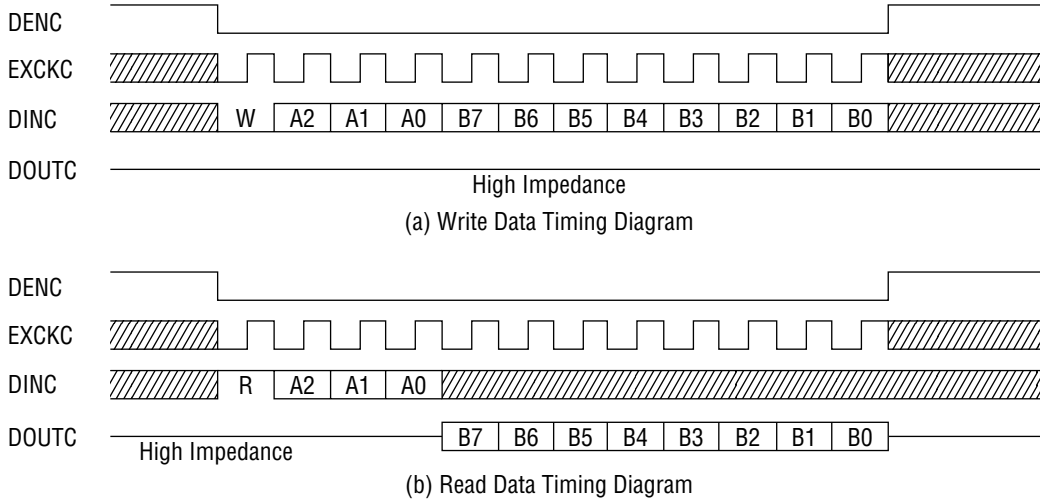 DENC
EXCKC
DINC W A2 A1 A0 B7 B6 B5 B4 B3 B2 B1 B0
DOUTC
High Impedance
(a) Write Data Timing Diagram
DENC
EXCKC
DINC R A2 A1 A0
DOUTC B7 B6 B5 B4 B3 B2 B1 B0
High Impedance
(b) Read Data Timing Diagram